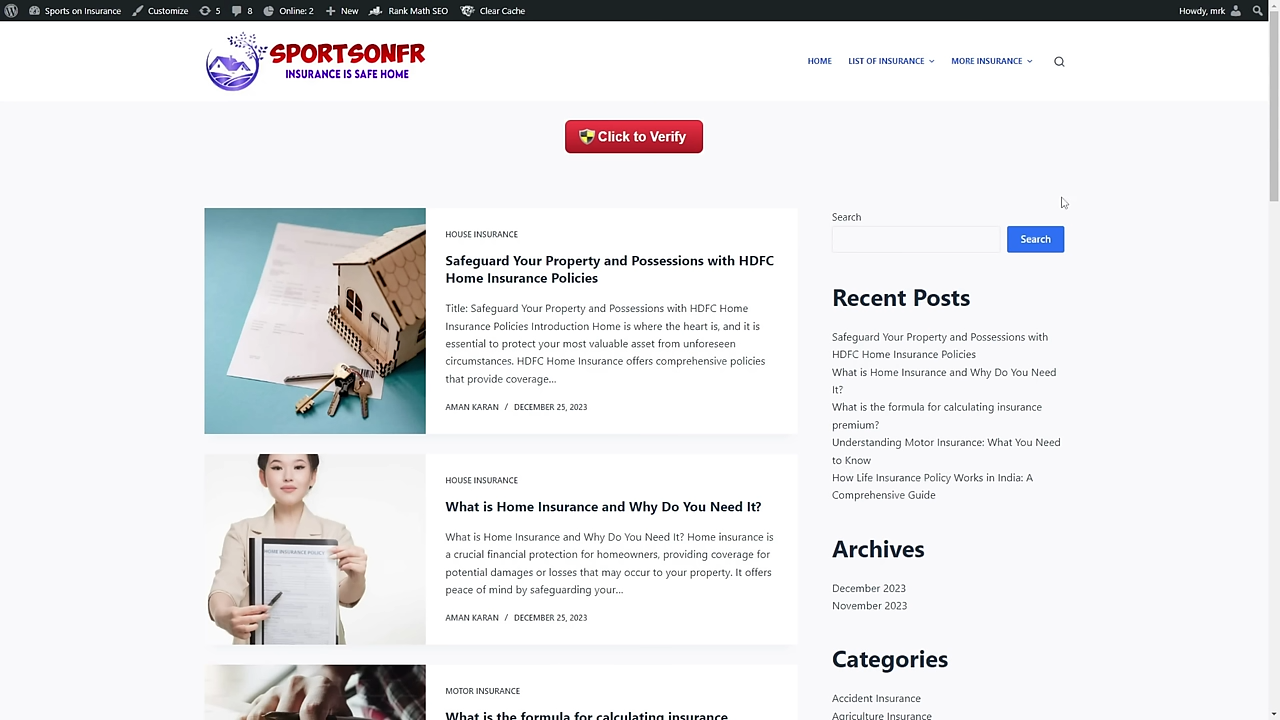 Sports on Insurance Customize 5 8 Online: 2 New Rank Math SEO Clear Cache Howdy, mrk
SPORTSONFR
INSURANCE IS SAFE HOME
HOME LIST OF INSURANCE MORE INSURANCE
Click to Verify
HOUSE INSURANCE
Safeguard Your Property and Possessions with HDFC
Home Insurance Policies
Title: Safeguard Your Property and Possessions with HDFC Home
Insurance Policies Introduction Home is where the heart is, and it is
essential to protect your most valuable asset from unforeseen
circumstances. HDFC Home Insurance offers comprehensive policies
that provide coverage…
AMAN KARAN / DECEMBER 25, 2023
HOME INSURANCE POLICY
HOUSE INSURANCE
What is Home Insurance and Why Do You Need It?
What is Home Insurance and Why Do You Need It? Home insurance is
a crucial financial protection for homeowners, providing coverage for
potential damages or losses that may occur to your property. It offers
peace of mind by safeguarding your…
AMAN KARAN / DECEMBER 25, 2023
MOTOR INSURANCE
What is the formula for calculating insurance
Search
Search
Recent Posts
Safeguard Your Property and Possessions with
HDFC Home Insurance Policies
What is Home Insurance and Why Do You Need
It?
What is the formula for calculating insurance
premium?
Understanding Motor Insurance: What You Need
to Know
How Life Insurance Policy Works in India: A
Comprehensive Guide
Archives
December 2023
November 2023
Categories
Accident Insurance
Agriculture Insurance